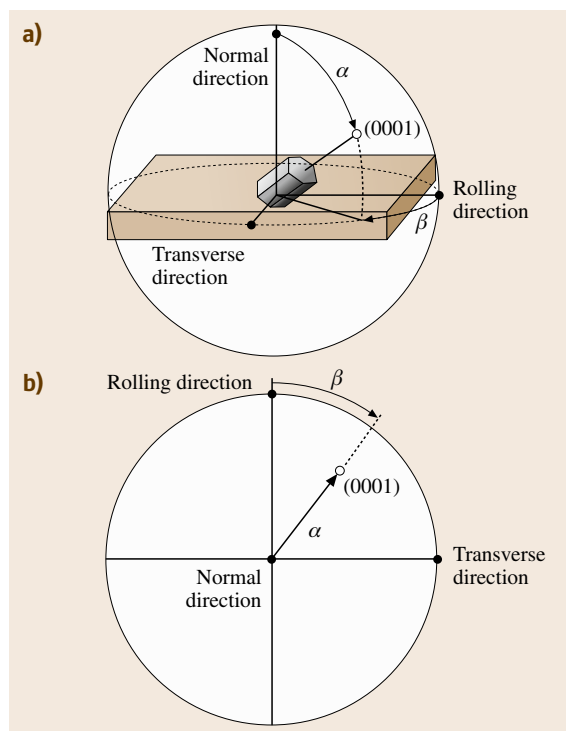 a)
Normal
direction
α
(0001)
Rolling
direction
β
Transverse
direction
b)
Rolling direction
β
(0001)
α
Transverse
direction
Normal
direction